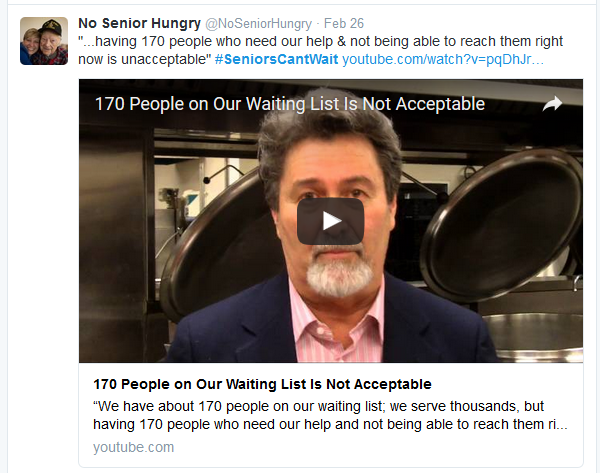 No Senior Hungry @NoSeniorHungry · Feb 26
"...having 170 people who need our help & not being able to reach them right
now is unacceptable" #SeniorsCantWait youtube.com/watch?v=pqDhJr...
170 People on Our Waiting List Is Not Acceptable
170 People on Our Waiting List Is Not Acceptable
“We have about 170 people on our waiting list; we serve thousands, but
having 170 people who need our help and not being able to reach them ri...
youtube.com